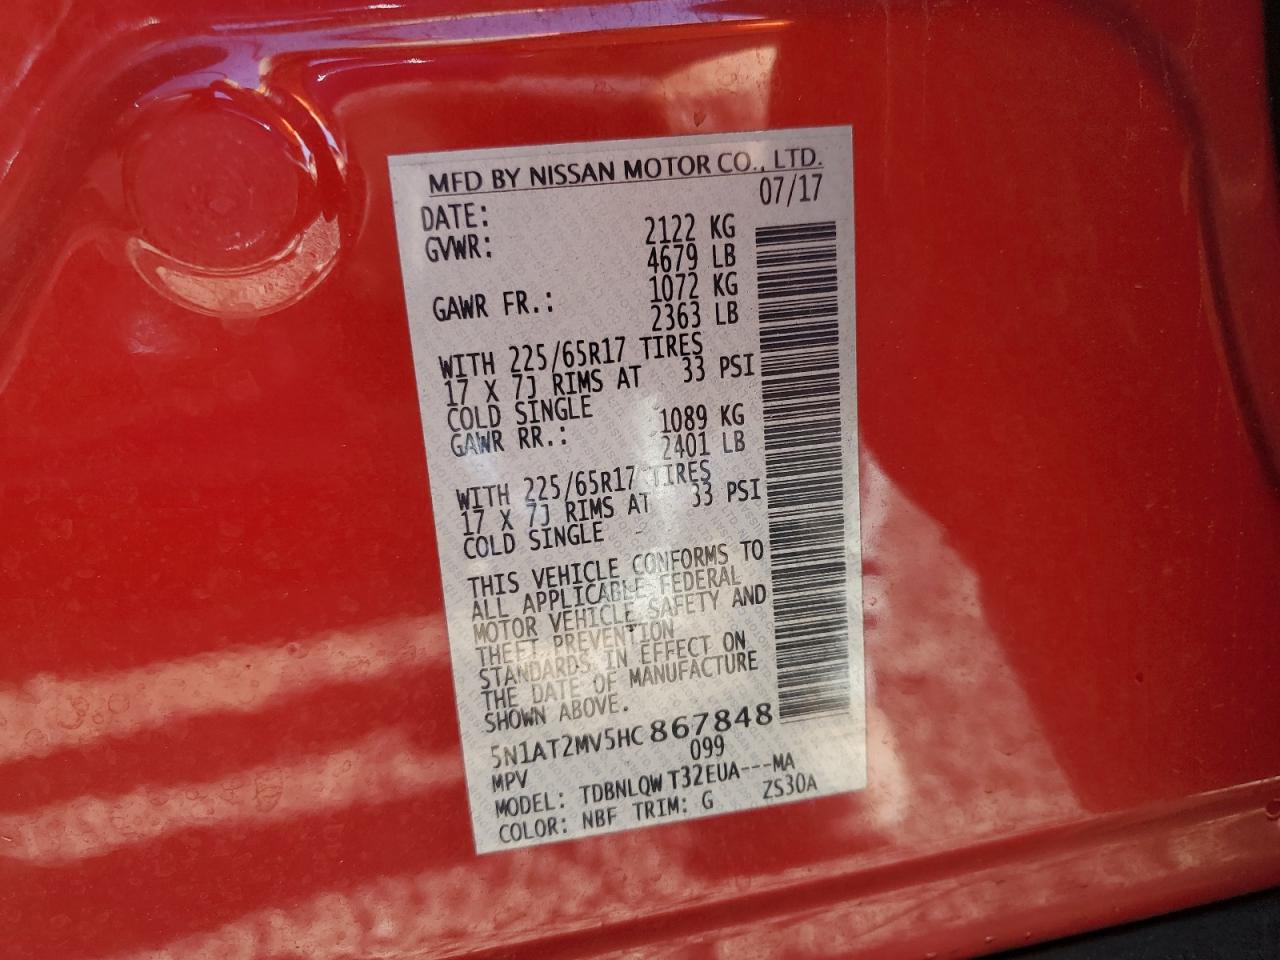 MFD BY NISSAN MOTOR CO., LTD.
DATE: 07/17
GVWR: 2122 KG
4679 LB
GAWR FR.: 1072 KG
2363 LB
WITH 225/65R17 TIRES
17 X 7J RIMS AT 33 PSI
COLD SINGLE
GAWR RR.: 1089 KG
2401 LB
WITH 225/65R17 TIRES
17 X 7J RIMS AT 33 PSI
COLD SINGLE
THIS VEHICLE CONFORMS TO
ALL APPLICABLE FEDERAL
MOTOR VEHICLE SAFETY AND
THEFT PREVENTION
STANDARDS IN EFFECT ON
THE DATE OF MANUFACTURE
SHOWN ABOVE.
5N1AT2MV5HC867848
MPV 099
MODEL: TDBNLQW T32EUA---MA
COLOR: NBF TRIM: G ZS30A